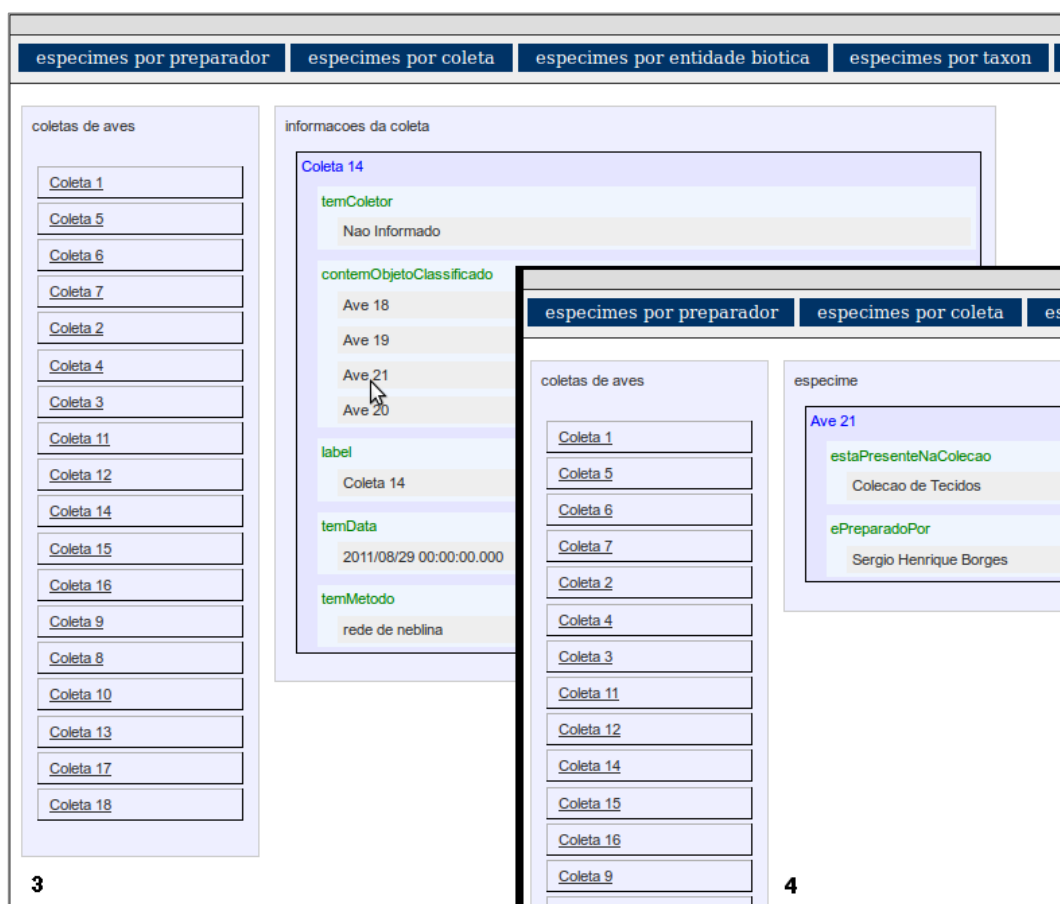 especimes por preparador
especimes por coleta
especimes por entidade biotica
especimes por taxon
coletas de aves
Coleta 1
Coleta 5
Coleta 6
Coleta 7
Coleta 2
Coleta 4
Coleta 3
Coleta 11
Coleta 12
Coleta 14
Coleta 15
Coleta 16
Coleta 9
Coleta 8
Coleta 10
Coleta 13
Coleta 17
Coleta 18
3
informacoes da coleta
Coleta 14
temColetor
Nao Informado
contemObjetoClassificado
Ave 18
Ave 19
Ave 21
Ave 20
label
Coleta 14
temData
2011/08/29 00:00:00.000
temMetodo
rede de neblina
especimes por preparador
especimes por coleta
es
coletas de aves
Coleta 1
Coleta 5
Coleta 6
Coleta 7
Coleta 2
Coleta 4
Coleta 3
Coleta 11
Coleta 12
Coleta 14
Coleta 15
Coleta 16
Coleta 9
especime
Ave 21
estaPresenteNaColecao
Colecao de Tecidos
ePreparadoPor
Sergio Henrique Borges
4